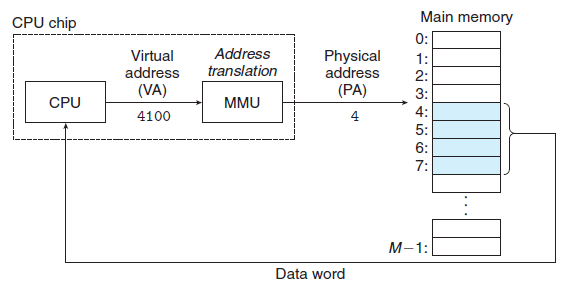 CPU chip
Main memory
Virtual
address
(VA)
4100
Address
translation
Physical
address
(PA)
4
CPU
MMU
0:
1:
2:
3:
4:
5:
6:
7:
...
M−1:
Data word